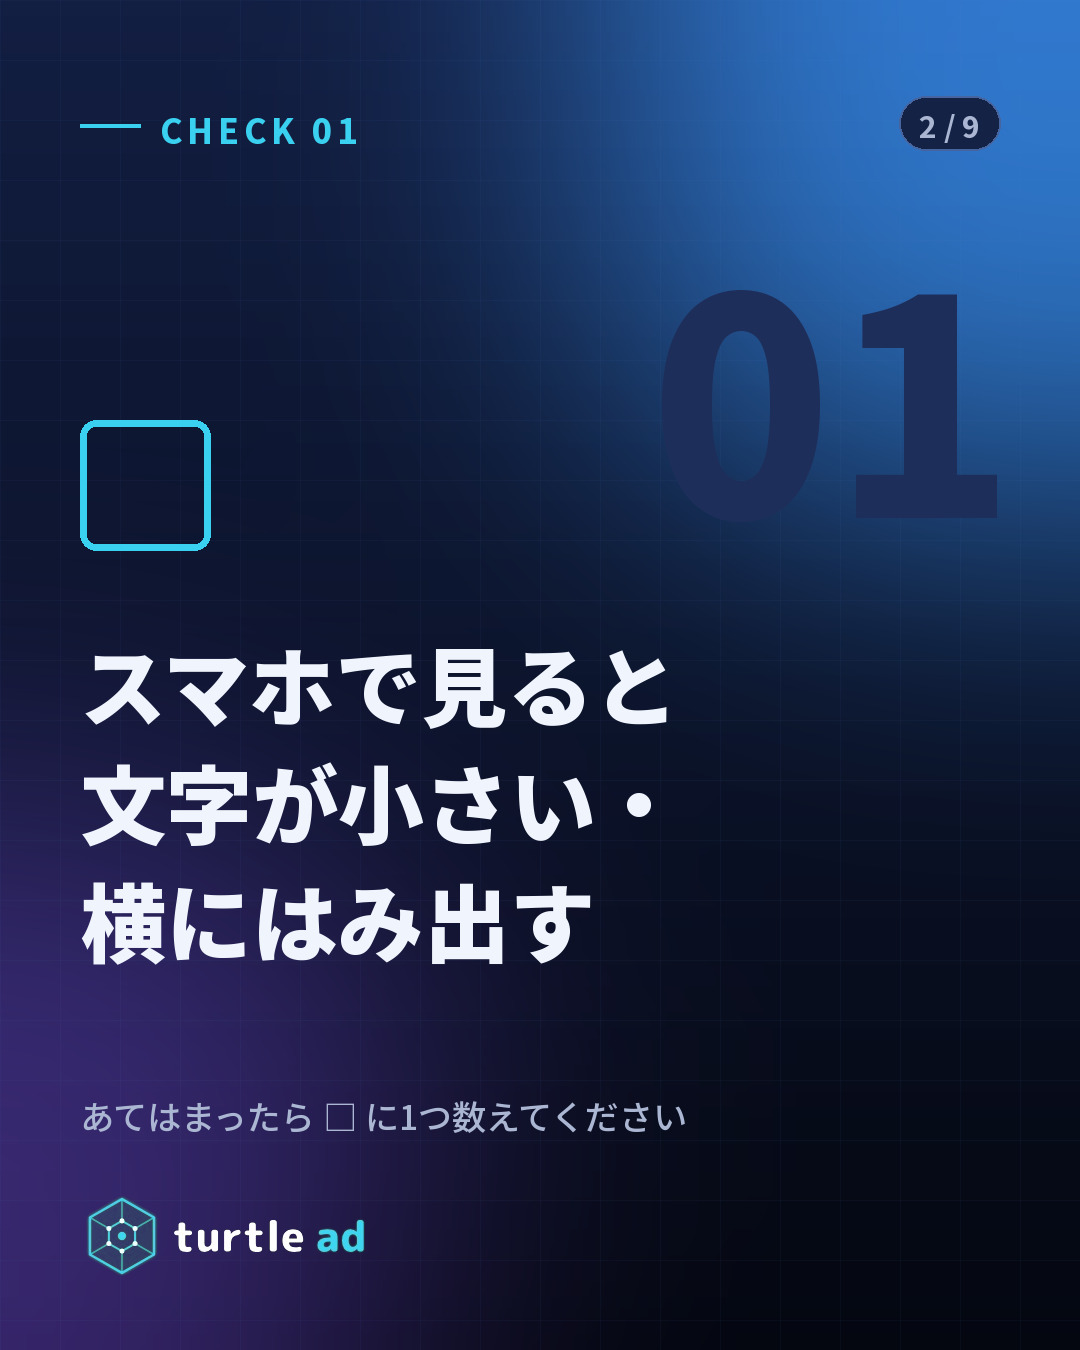 CHECK 01
2 / 9
01
スマホで見ると
文字が小さい・
横にはみ出す
あてはまったら □ に1つ数えてください
turtle ad